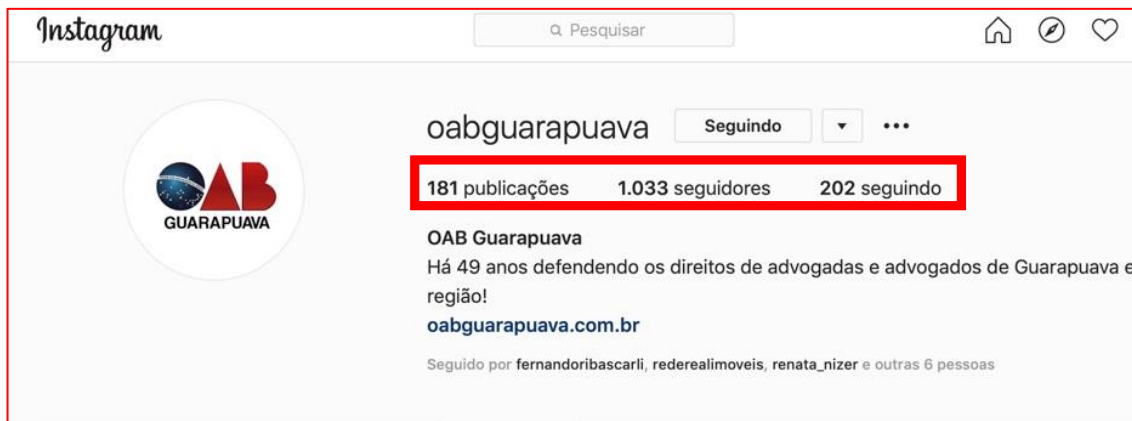 Instagram
Pesquisar
oabguarapuava Seguindo
181 publicações 1.033 seguidores 202 seguindo
OAB
GUARAPUAVA
OAB Guarapuava
Há 49 anos defendendo os direitos de advogadas e advogados de Guarapuava e
região!
oabguarapuava.com.br
Seguido por fernandoribascarli, rederealimoveis, renata_nizer e outras 6 pessoas